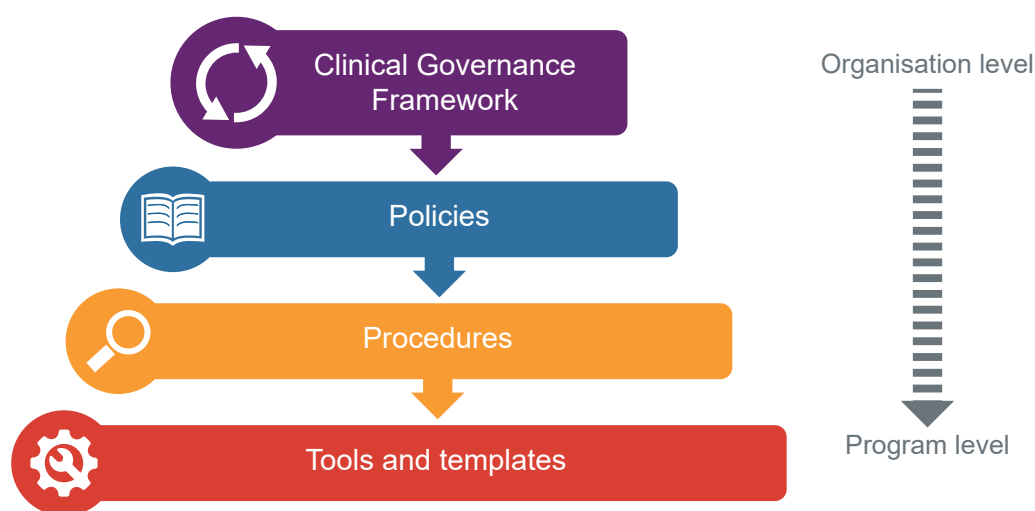 Clinical Governance
Framework
Organisation level
Policies
Procedures
Tools and templates
Program level